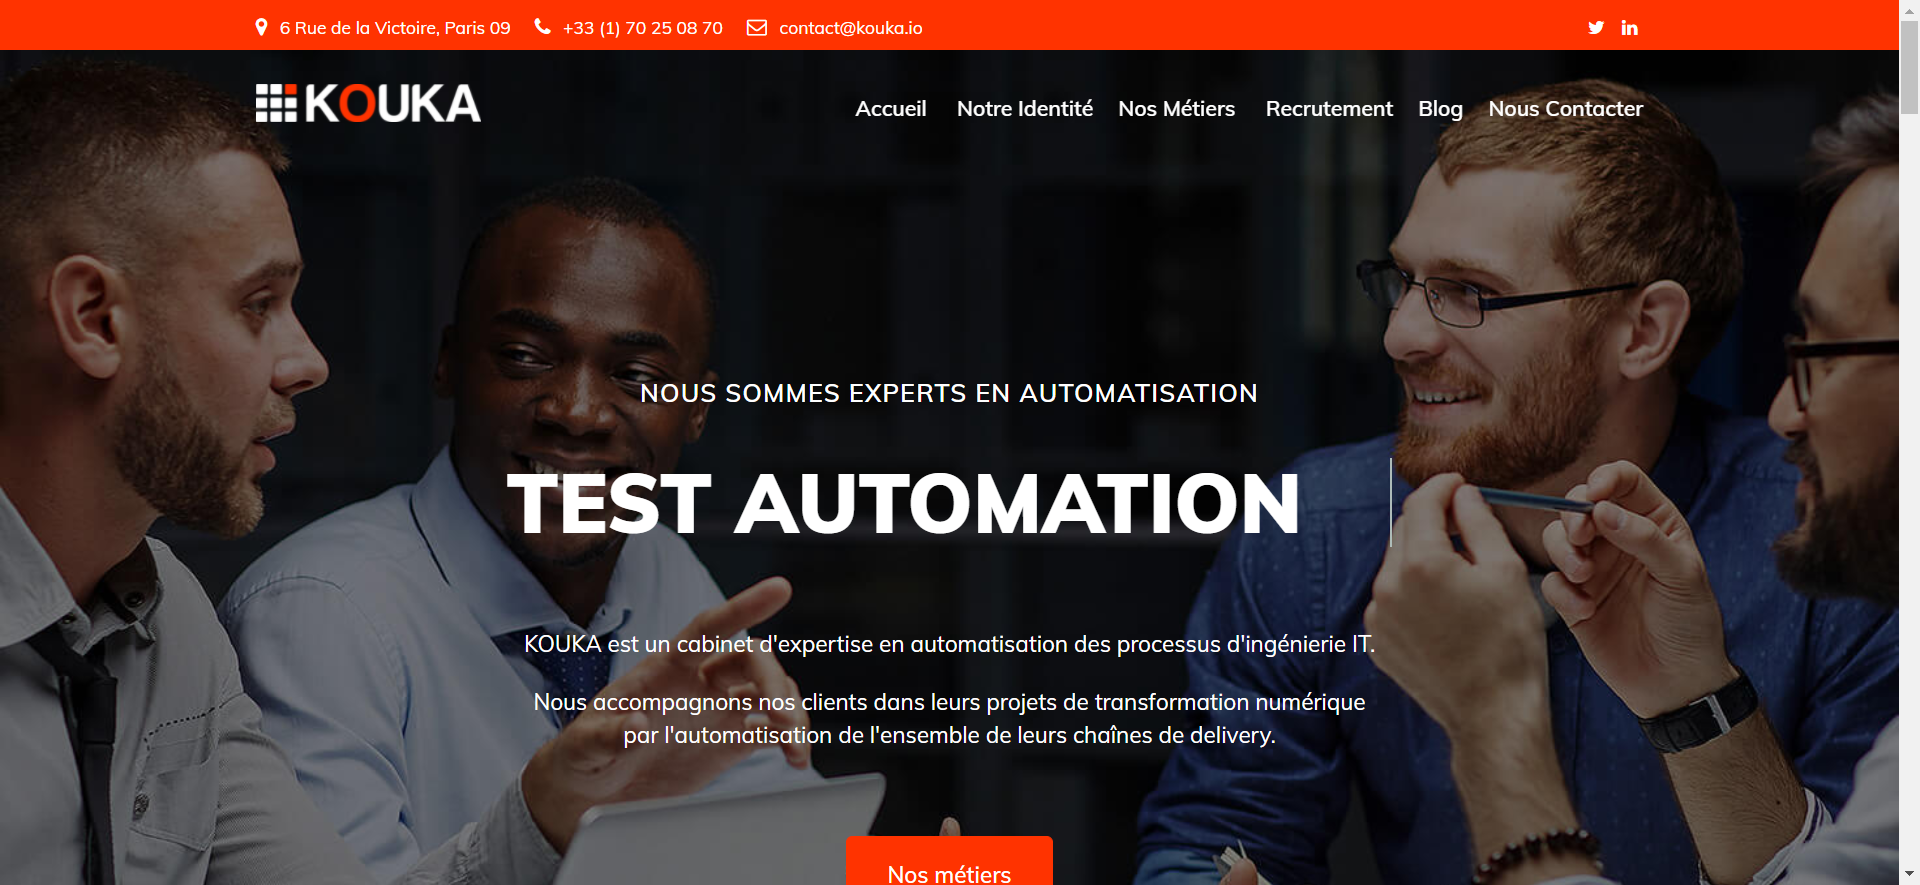 6 Rue de la Victoire, Paris 09 +33 (1) 70 25 08 70 contact@kouka.io
KOUKA
Accueil Notre Identité Nos Métiers Recrutement Blog Nous Contacter
NOUS SOMMES EXPERTS EN AUTOMATISATION
TEST AUTOMATION
KOUKA est un cabinet d'expertise en automatisation des processus d'ingénierie IT.
Nous accompagnons nos clients dans leurs projets de transformation numérique
par l'automatisation de l'ensemble de leurs chaînes de delivery.
Nos métiers